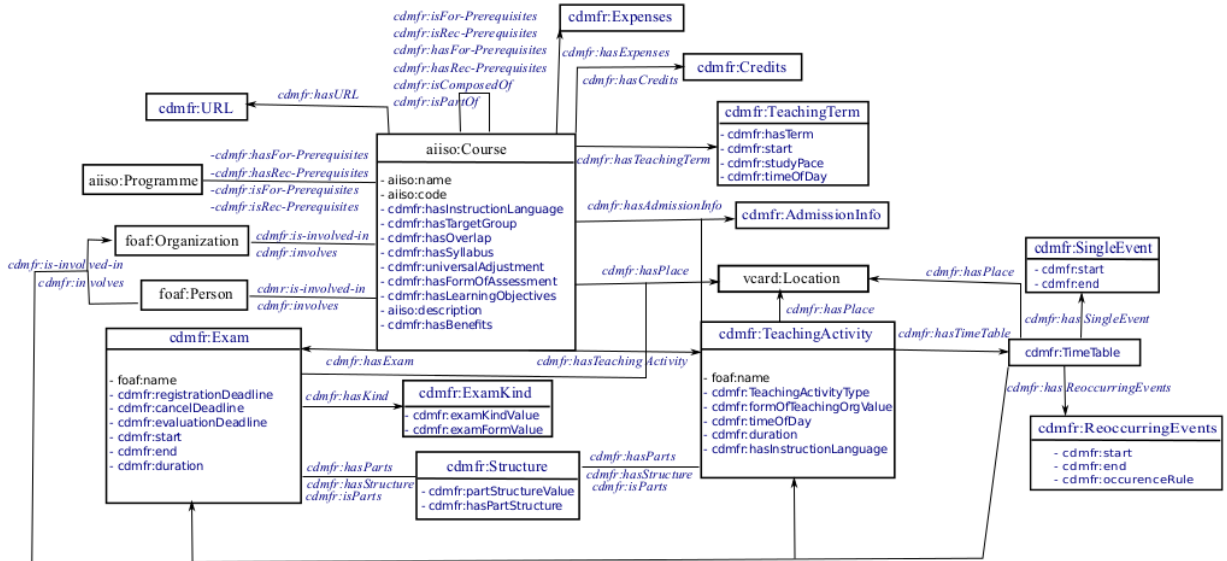 cdmfr:isFor-Prerequisites
cdmfr:isRec-Prerequisites
cdmfr:hasFor-Prerequisites
cdmfr:hasRec-Prerequisites
cdmfr:isComposedOf
cdmfr:isPartOf
cdmfr:Expenses
cdmfr:hasExpenses
cdmfr:Credits
cdmfr:hasCredits
cdmfr:URL
cdmfr:hasURL
cdmfr:TeachingTerm
- cdmfr:hasTerm
- cdmfr:start
- cdmfr:studyPace
- cdmfr:timeOfDay
cdmfr:hasTeachingTerm
aiiso:Course
- aiiso:name
- aiiso:code
- cdmfr:hasInstructionLanguage
- cdmfr:hasTargetGroup
- cdmfr:hasOverlap
- cdmfr:hasSyllabus
- cdmfr:universalAdjustment
- cdmfr:hasFormOfAssessment
- cdmfr:hasLearningObjectives
- aiiso:description
- cdmfr:hasBenefits
aiiso:Programme
-cdmfr:hasFor-Prerequisites
-cdmfr:hasRec-Prerequisites
-cdmfr:isFor-Prerequisites
-cdmfr:isRec-Prerequisites
cdmfr:hasAdmissionInfo
cdmfr:AdmissionInfo
foaf:Organization
cdmfr:is-involved-in
cdmfr:involves
cdmfr:is-involved-in
cdmfr:involves
foaf:Person
cdmr:is-involved-in
cdmfr:involves
cdmfr:hasPlace
vcard:Location
cdmfr:hasPlace
cdmfr:SingleEvent
- cdmfr:start
- cdmfr:end
cdmfr:hasPlace
cdmfr:has SingleEvent
cdmfr:Exam
- foaf:name
- cdmfr:registrationDeadline
- cdmfr:cancelDeadline
- cdmfr:evaluationDeadline
- cdmfr:start
- cdmfr:end
- cdmfr:duration
cdmfr:hasExam
cdmfr:hasTeaching Activity
cdmfr:TeachingActivity
- foaf:name
- cdmfr:TeachingActivityType
- cdmfr:formOfTeachingOrgValue
- cdmfr:timeOfDay
- cdmfr:duration
- cdmfr:hasInstructionLanguage
cdmfr:hasTimeTable
cdmfr:TimeTable
cdmfr:has ReoccurringEvents
cdmfr:ReoccurringEvents
- cdmfr:start
- cdmfr:end
- cdmfr:occurenceRule
cdmfr:hasKind
cdmfr:ExamKind
- cdmfr:examKindValue
- cdmfr:examFormValue
cdmfr:hasParts
cdmfr:hasStructure
cdmfr:isParts
cdmfr:Structure
- cdmfr:partStructureValue
- cdmfr:hasPartStructure
cdmfr:hasParts
cdmfr:hasStructure
cdmfr:isParts